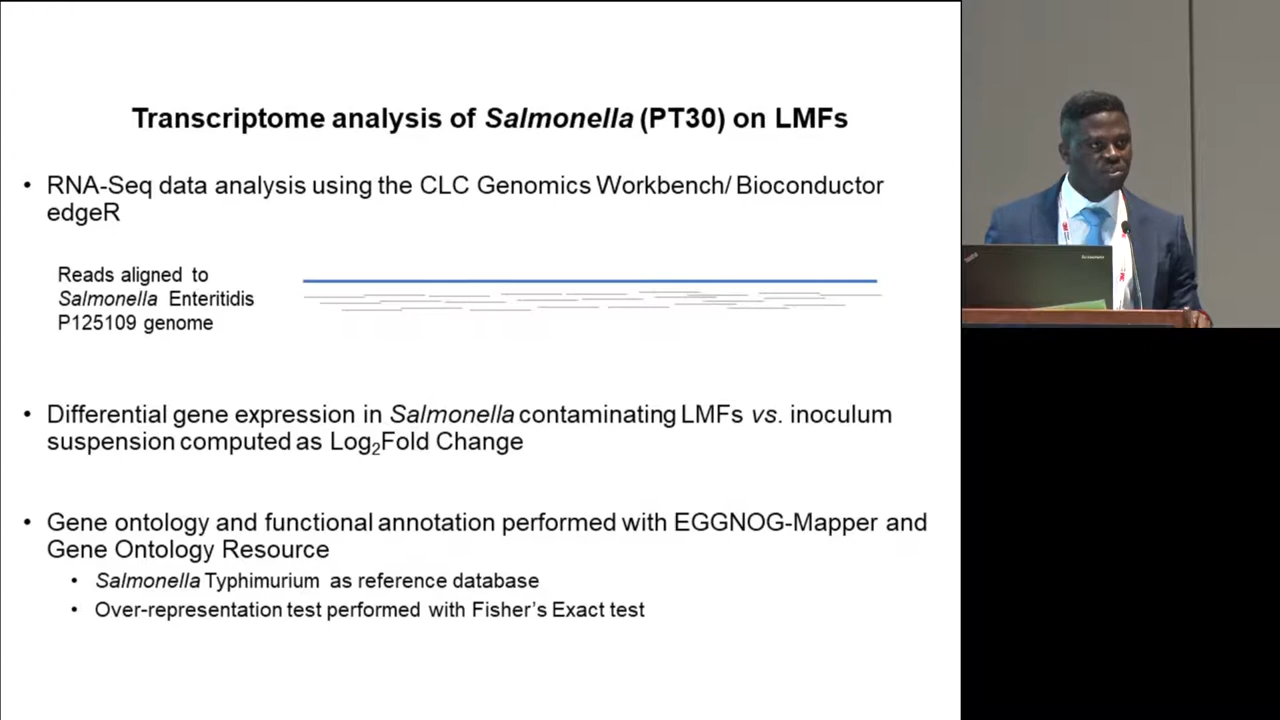 Transcriptome analysis of Salmonella (PT30) on LMFs
• RNA-Seq data analysis using the CLC Genomics Workbench/ Bioconductor
edgeR
Reads aligned to
Salmonella Enteritidis
P125109 genome
• Differential gene expression in Salmonella contaminating LMFs vs. inoculum
suspension computed as Log₂Fold Change
• Gene ontology and functional annotation performed with EGGNOG-Mapper and
Gene Ontology Resource
• Salmonella Typhimurium as reference database
• Over-representation test performed with Fisher’s Exact test